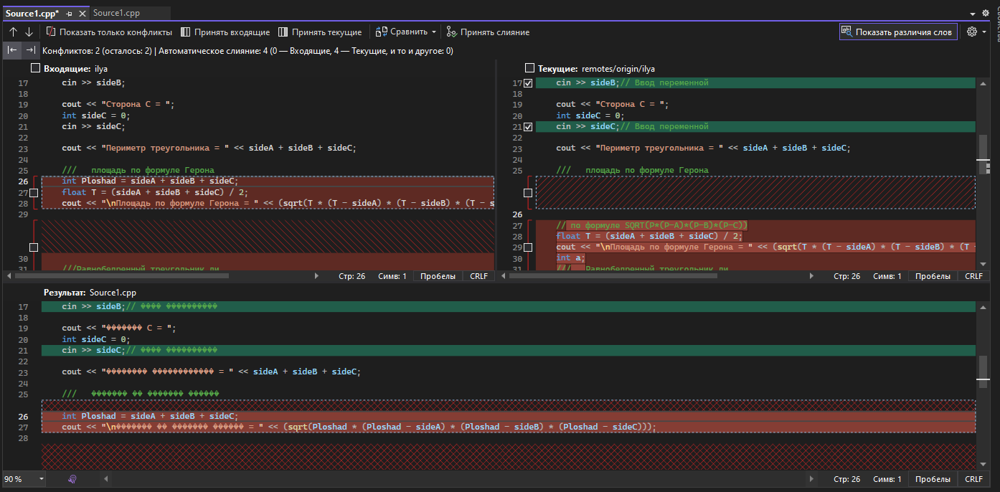 Source1.cpp*
Source1.cpp
Показать только конфликты
Принять входящие
Принять текущие
Сравнить
Принять слияние
Показать различия слов
Конфликтов: 2 (осталось: 2) | Автоматическое слияние: 4 (0 — Входящие, 4 — Текущие, и то и другое: 0)
Входящие: ilya
17 cin >> sideB;
18
19 cout << "Сторона С = ";
20 int sideC = 0;
21 cin >> sideC;
22
23 cout << "Периметр треугольника = " << sideA + sideB + sideC;
24
25 /// площадь по формуле Герона
26 int Ploshad = sideA + sideB + sideC;
27 float T = (sideA + sideB + sideC) / 2;
28 cout << "\nПлощадь по формуле Герона = " << (sqrt(T * (T - sideA) * (T - sideB) * (T - s
29
30
31 ///Равнобедренный треугольник ли
Стр: 26 Симв: 1 Пробелы CRLF
Текущие: remotes/origin/ilya
17 cin >> sideB;// Ввод переменной
18
19 cout << "Сторона С = ";
20 int sideC = 0;
21 cin >> sideC;// Ввод переменной
22
23 cout << "Периметр треугольника = " << sideA + sideB + sideC;
24
25 /// площадь по формуле Герона
26
27 // по формуле SQRT(P*(P-A)*(P-B)*(P-C))
28 float T = (sideA + sideB + sideC) / 2;
29 cout << "\nПлощадь по формуле Герона = " << (sqrt(T * (T - sideA) * (T - sideB) * (T
30 int a;
31 /// Равнобедренный треугольник ли
Стр: 26 Симв: 1 Пробелы CRLF
Результат: Source1.cpp
17 cin >> sideB;// ���� ����������
18
19 cout << "������� С = ";
20 int sideC = 0;
21 cin >> sideC;// ���� ����������
22
23 cout << "�������� ������������ = " << sideA + sideB + sideC;
24
25 /// ������� �� ������� ������
26 int Ploshad = sideA + sideB + sideC;
27 cout << "\n������� �� ������� ������ = " << (sqrt(Ploshad * (Ploshad - sideA) * (Ploshad - sideB) * (Ploshad - sideC)));
28
90 %
Стр: 26 Симв: 1 Пробелы CRLF